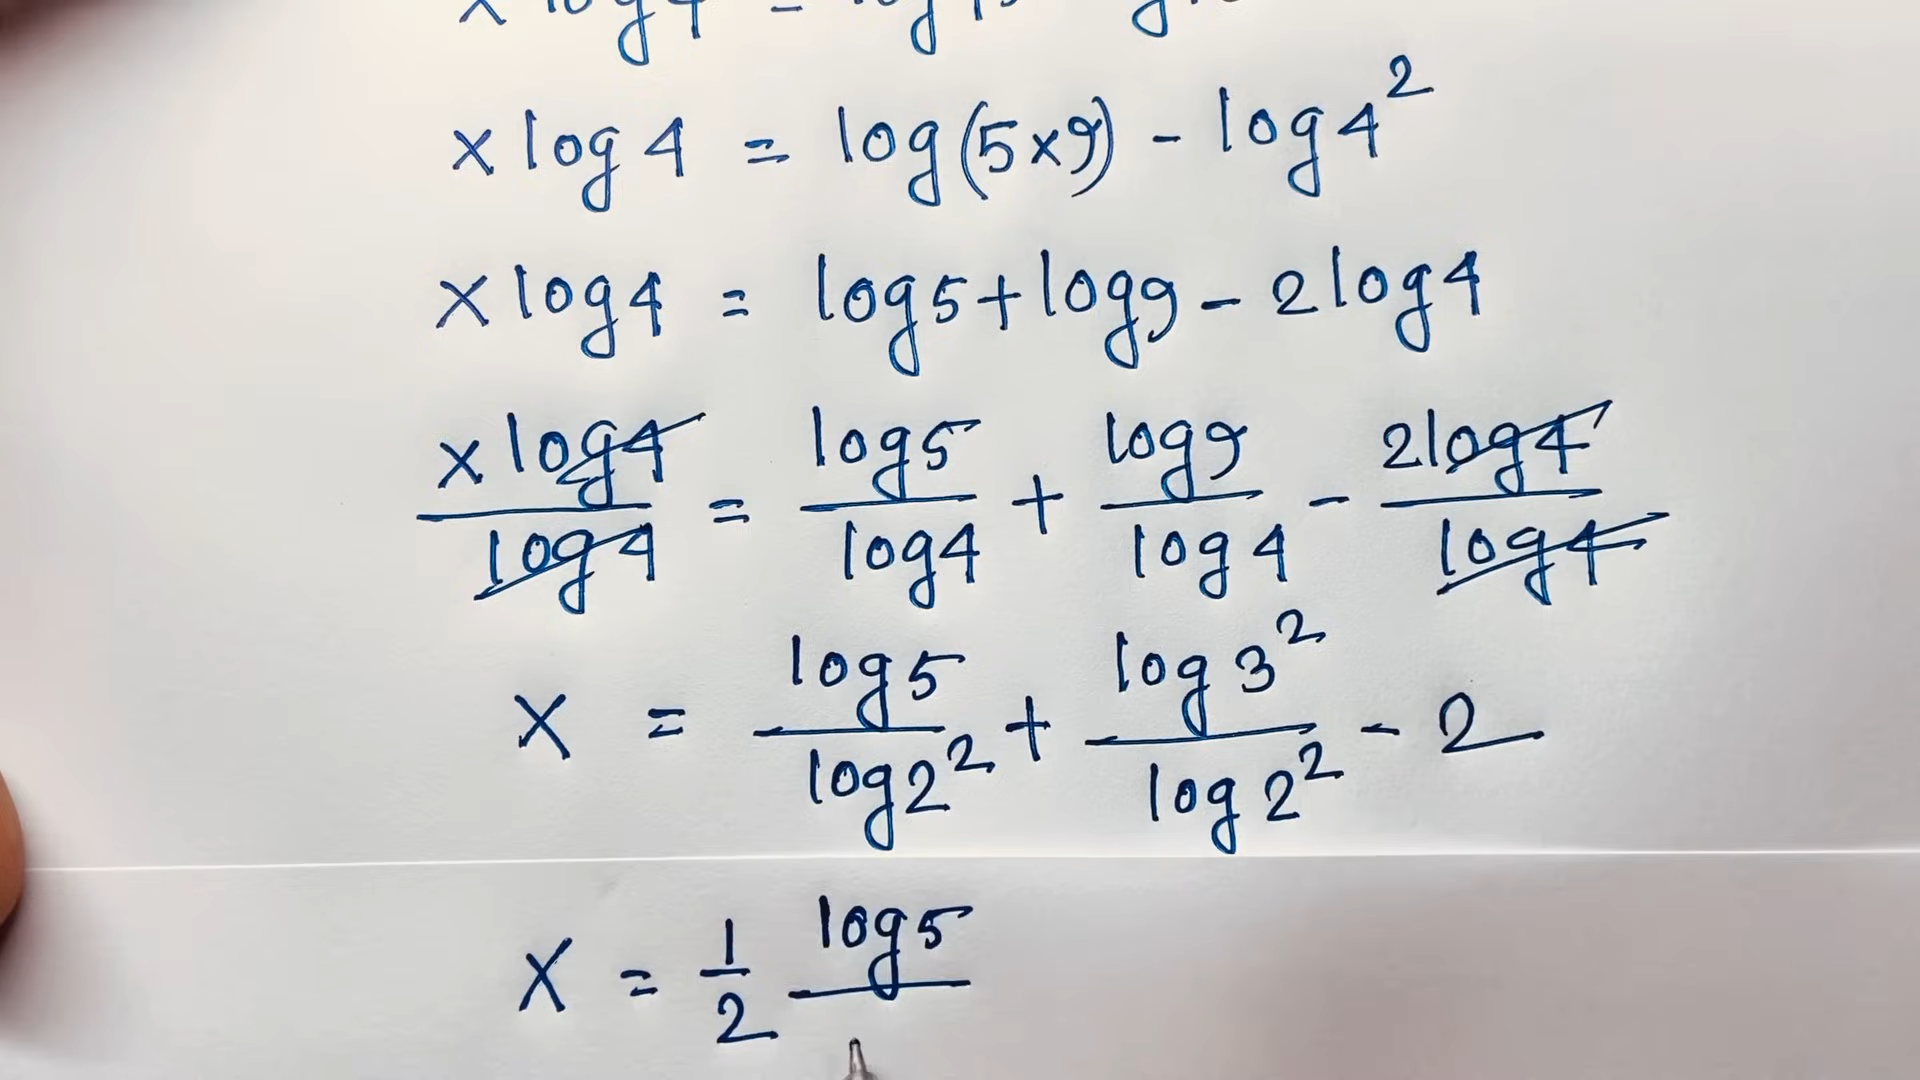 x log 4 = log(5×9) - log 4²
x log 4 = log 5 + log 9 - 2 log 4
x log 4 / log 4 = log 5 / log 4 + log 9 / log 4 - 2 log 4 / log 4
x = log 5 / log 2² + log 3² / log 2² - 2
x = 1/2 log 5